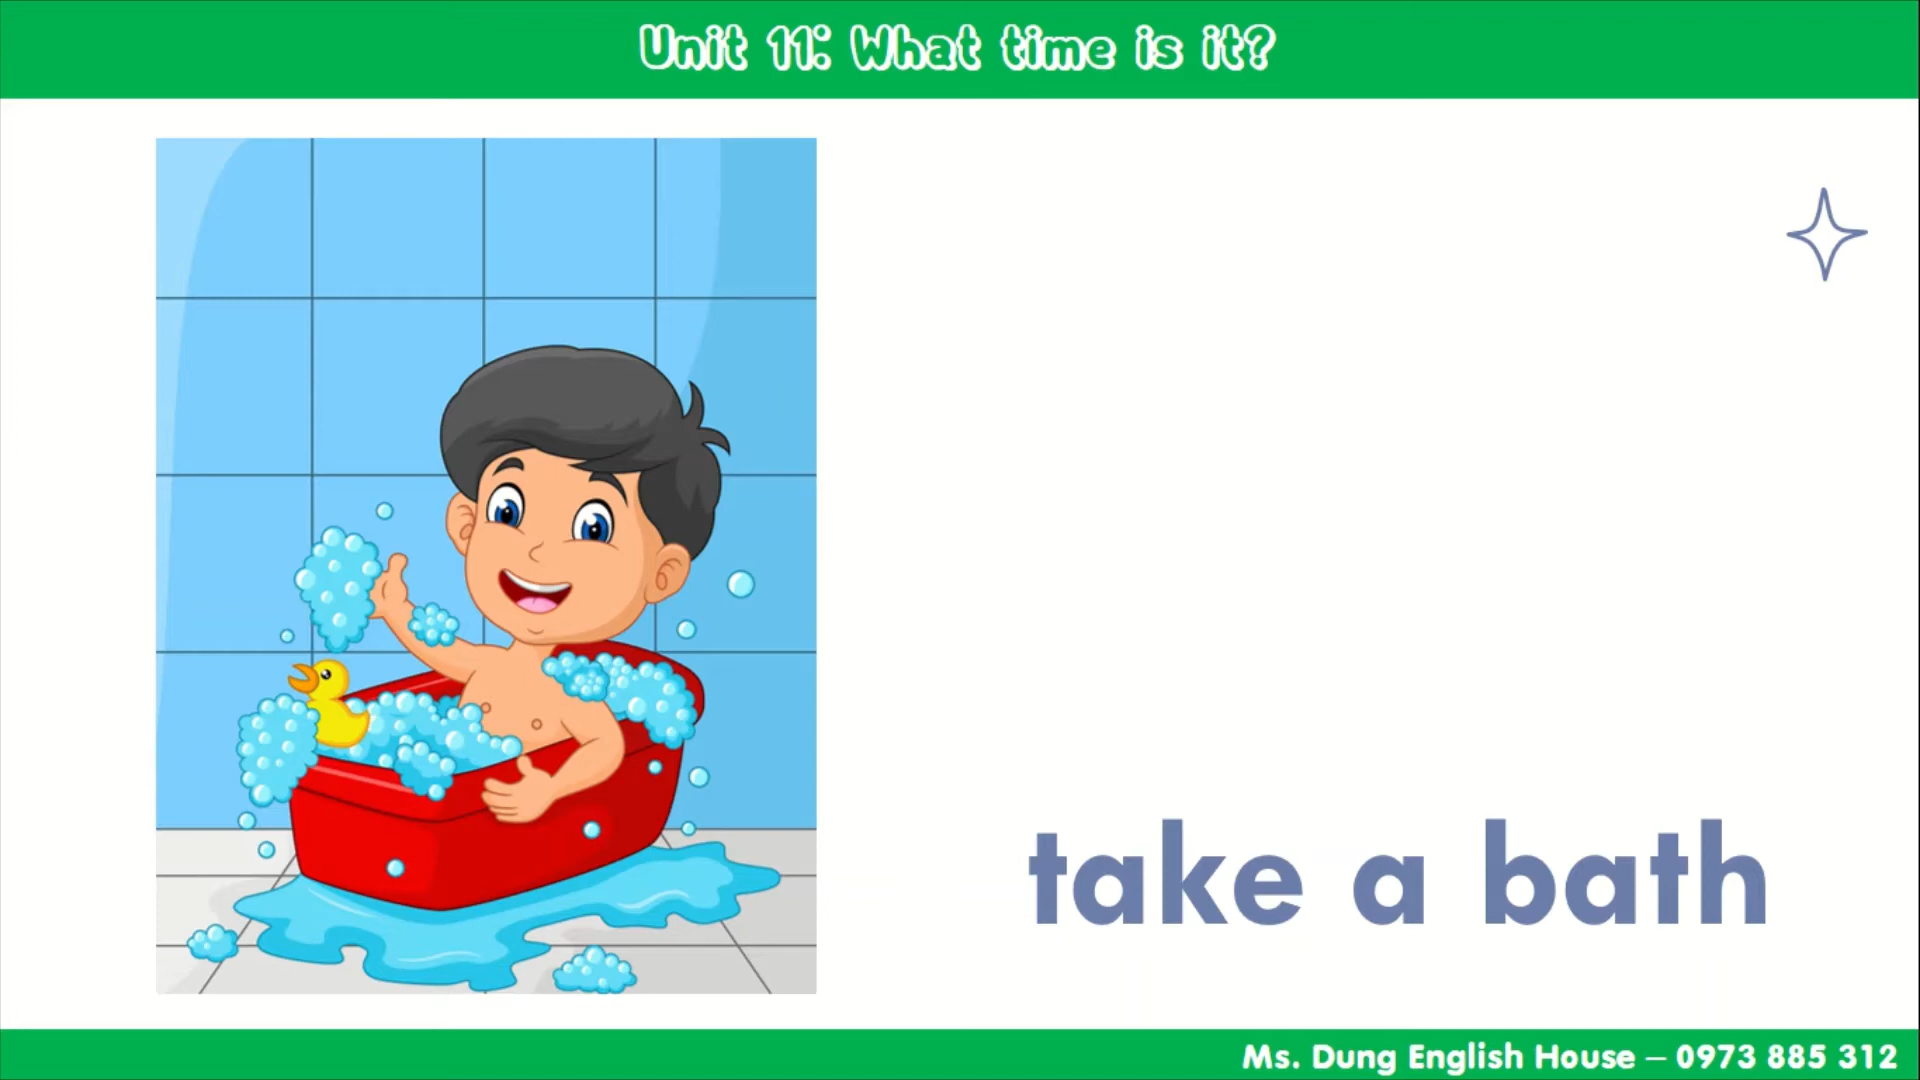 Unit 11: What time is it?
take a bath
Ms. Dung English House – 0973 885 312